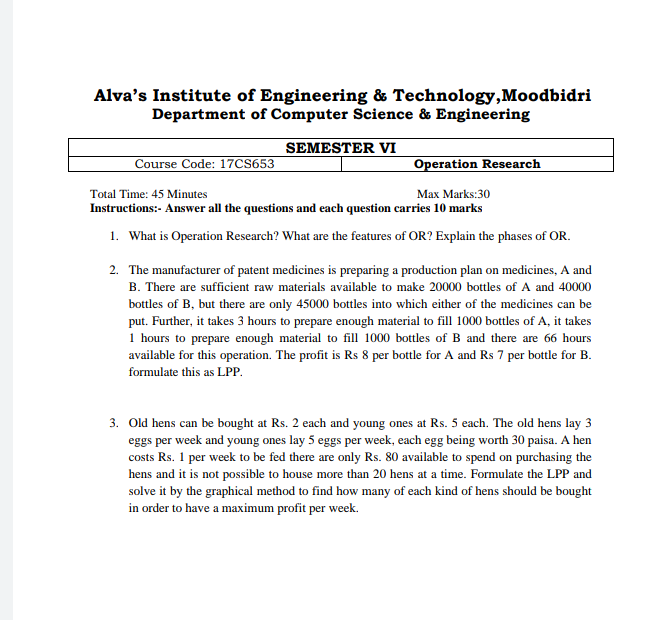 Alva's Institute of Engineering & Technology,Moodbidri
Department of Computer Science & Engineering
SEMESTER VI
Course Code: 17CS653 Operation Research
Total Time: 45 Minutes Max Marks:30
Instructions:- Answer all the questions and each question carries 10 marks
1. What is Operation Research? What are the features of OR? Explain the phases of OR.
2. The manufacturer of patent medicines is preparing a production plan on medicines, A and
B. There are sufficient raw materials available to make 20000 bottles of A and 40000
bottles of B, but there are only 45000 bottles into which either of the medicines can be
put. Further, it takes 3 hours to prepare enough material to fill 1000 bottles of A, it takes
1 hours to prepare enough material to fill 1000 bottles of B and there are 66 hours
available for this operation. The profit is Rs 8 per bottle for A and Rs 7 per bottle for B.
formulate this as LPP.
3. Old hens can be bought at Rs. 2 each and young ones at Rs. 5 each. The old hens lay 3
eggs per week and young ones lay 5 eggs per week, each egg being worth 30 paisa. A hen
costs Rs. 1 per week to be fed there are only Rs. 80 available to spend on purchasing the
hens and it is not possible to house more than 20 hens at a time. Formulate the LPP and
solve it by the graphical method to find how many of each kind of hens should be bought
in order to have a maximum profit per week.